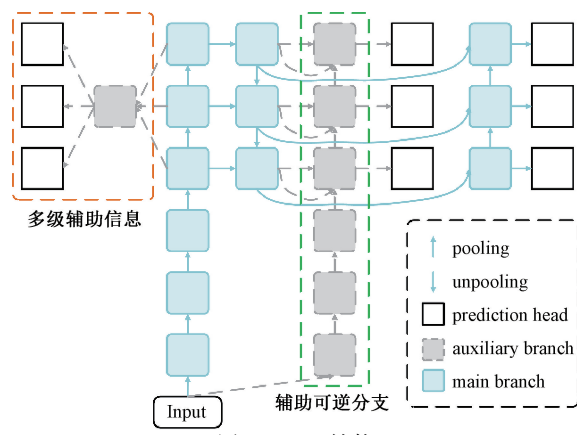 多级辅助信息
pooling
unpooling
prediction head
auxiliary branch
main branch
辅助可逆分支
Input